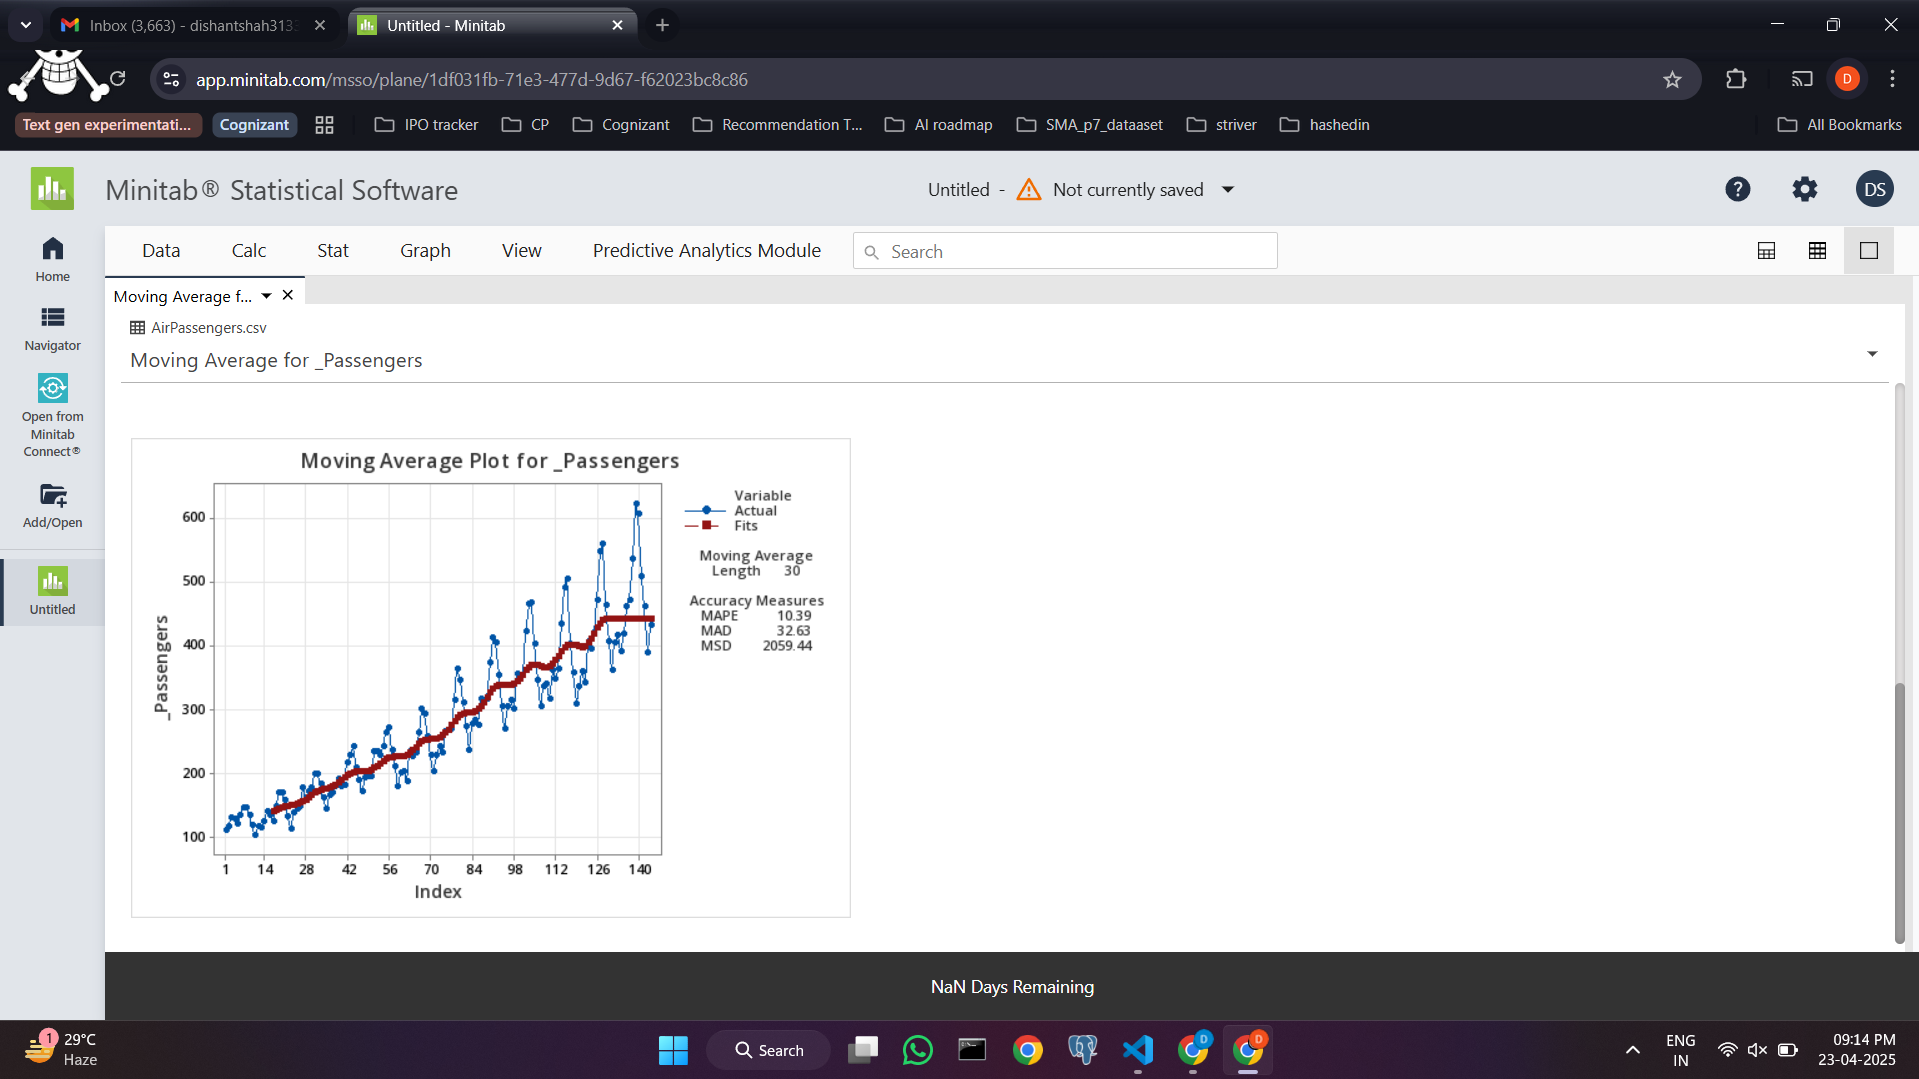 Inbox (3,663) - dishantshah313
Untitled - Minitab
app.minitab.com/msso/plane/1df031fb-71e3-477d-9d67-f62023bc8c86
D
Text gen experimentati...
Cognizant
IPO tracker
CP
Cognizant
Recommendation T...
AI roadmap
SMA_p7_dataaset
striver
hashedin
All Bookmarks
Minitab® Statistical Software
Untitled -
Not currently saved
?
DS
Home
Navigator
Open from
Minitab
Connect®
Add/Open
Untitled
Data
Calc
Stat
Graph
View
Predictive Analytics Module
Search
Moving Average f...
AirPassengers.csv
Moving Average for _Passengers
Moving Average Plot for _Passengers
600
500
400
300
200
100
_Passengers
1 14 28 42 56 70 84 98 112 126 140
Index
Variable
Actual
Fits
Moving Average
Length 30
Accuracy Measures
MAPE 10.39
MAD 32.63
MSD 2059.44
NaN Days Remaining
1
29°C
Haze
Search
D
D
ENG
IN
09:14 PM
23-04-2025